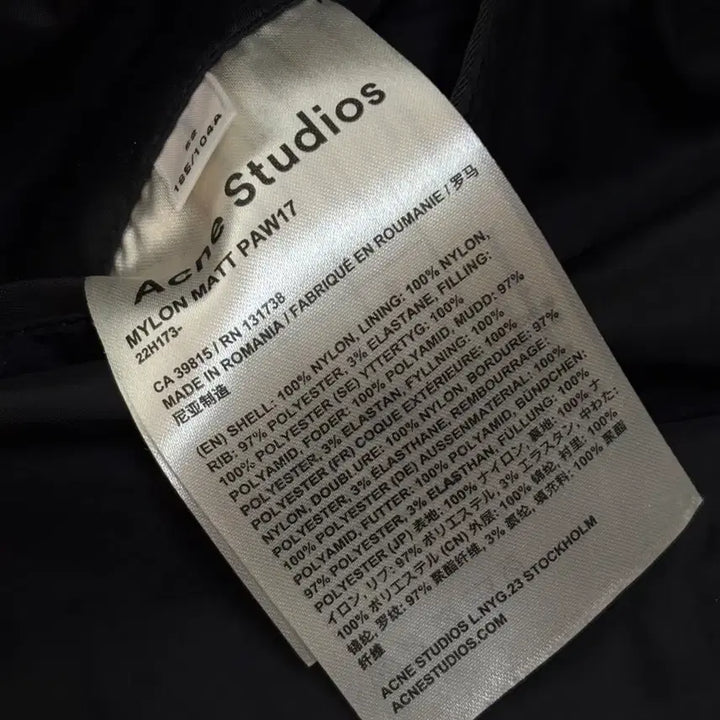 Acne Studios
MYLON MATT PAW17
22H173-
CA 39815 / RN 131738
MADE IN ROMANIA / FABRIQUÉ EN ROUMANIE / 罗马
尼亚制造
(EN) SHELL: 100% NYLON, LINING: 100% NYLON,
RIB: 97% POLYESTER, 3% ELASTANE, FILLING:
100% POLYESTER (SE) YTTERTYG: 100%
POLYAMID, FODER: 100% POLYAMID, MUDD: 97%
POLYESTER, 3% ELASTAN, FYLLNING: 100%
POLYESTER (FR) COQUE EXTÉRIEURE: 100%
NYLON, DOUBLURE: 100% NYLON, BORDURE: 97%
POLYESTER, 3% ÉLASTHANE, REMBOURRAGE:
100% POLYESTER (DE) AUSSENMATERIAL: 100%
POLYAMID, FUTTER: 100% POLYAMID, BÜNDCHEN:
97% POLYESTER, 3% ELASTHAN, FÜLLUNG: 100%
POLYESTER (JP) 表地: 100% ナイロン, 裏地: 100% ナ
イロン, リブ: 97% ポリエステル, 3% エラスタン, 中わた:
100% ポリエステル (CN) 外层: 100% 锦纶, 衬里: 100%
锦纶, 罗纹: 97% 聚酯纤维, 3% 氨纶, 填充料: 100% 聚酯
纤维
ACNE STUDIOS L.NYG.23 STOCKHOLM
ACNESTUDIOS.COM